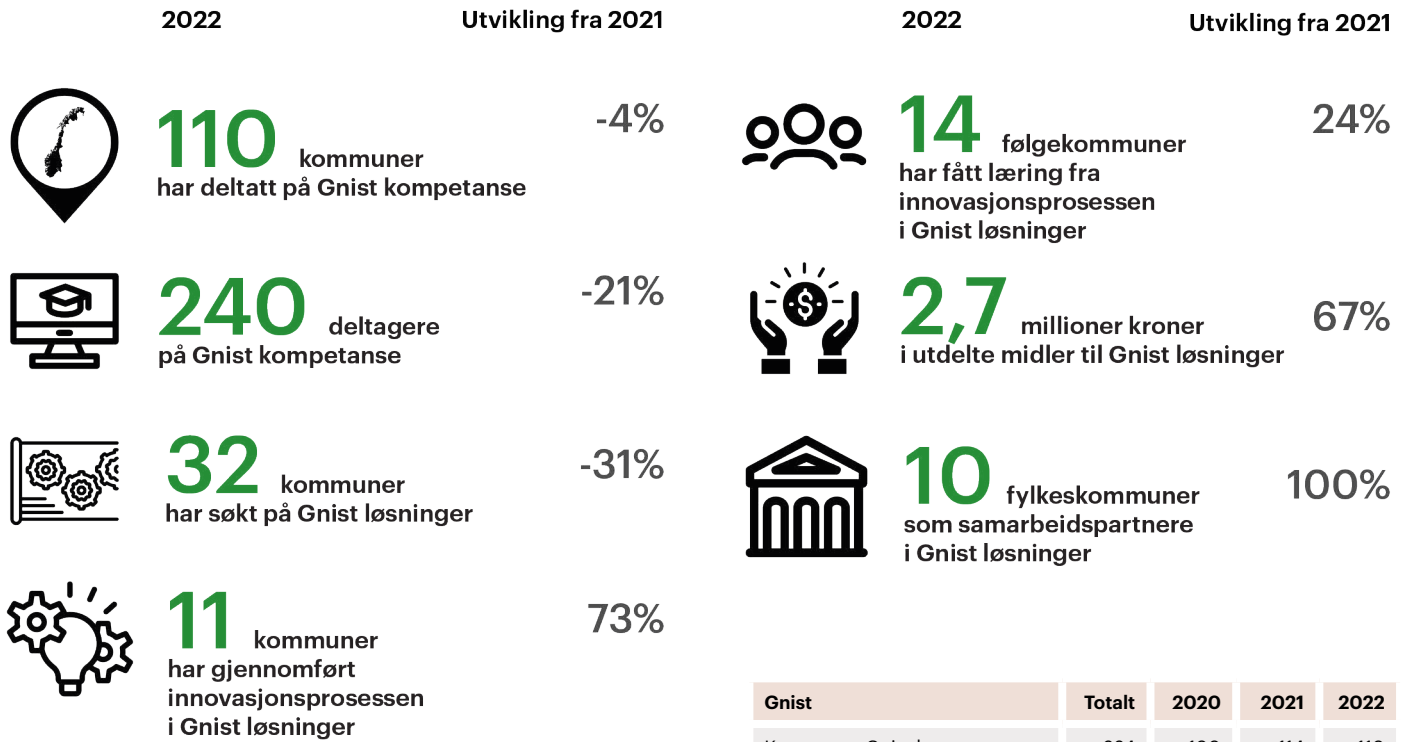 2022 Utvikling fra 2021
110 kommuner -4%
har deltatt på Gnist kompetanse
240 deltagere -21%
på Gnist kompetanse
32 kommuner -31%
har søkt på Gnist løsninger
11 kommuner 73%
har gjennomført
innovasjonsprosessen
i Gnist løsninger
2022 Utvikling fra 2021
14 følgekommuner 24%
har fått læring fra
innovasjonsprosessen
i Gnist løsninger
2,7 millioner kroner 67%
i utdelte midler til Gnist løsninger
10 fylkeskommuner 100%
som samarbeidspartnere
i Gnist løsninger
Gnist Totalt 2020 2021 2022